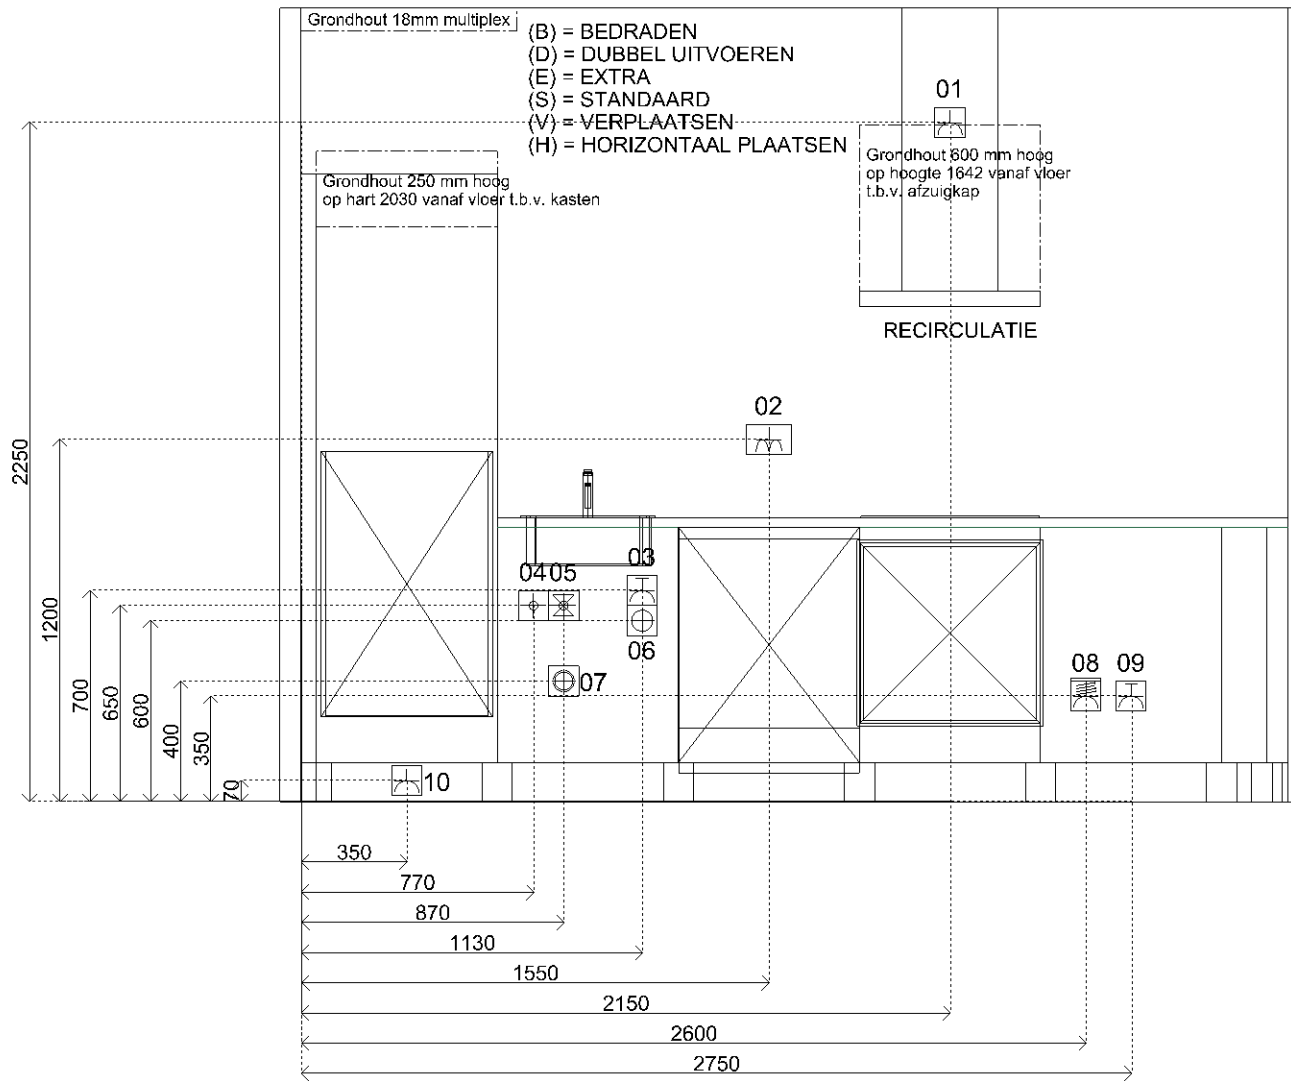 Grondhout 18mm multiplex
(B) = BEDRADEN
(D) = DUBBEL UITVOEREN
(E) = EXTRA
(S) = STANDAARD
(V) = VERPLAATSEN
(H) = HORIZONTAAL PLAATSEN
01
Grondhout 600 mm hoog
op hoogte 1642 vanaf vloer
t.b.v. afzuigkap
Grondhout 250 mm hoog
op hart 2030 vanaf vloer t.b.v. kasten
RECIRCULATIE
02
03
04
05
06
07
08
09
10
2250
1200
700
650
600
400
350
70
350
770
870
1130
1550
2150
2600
2750